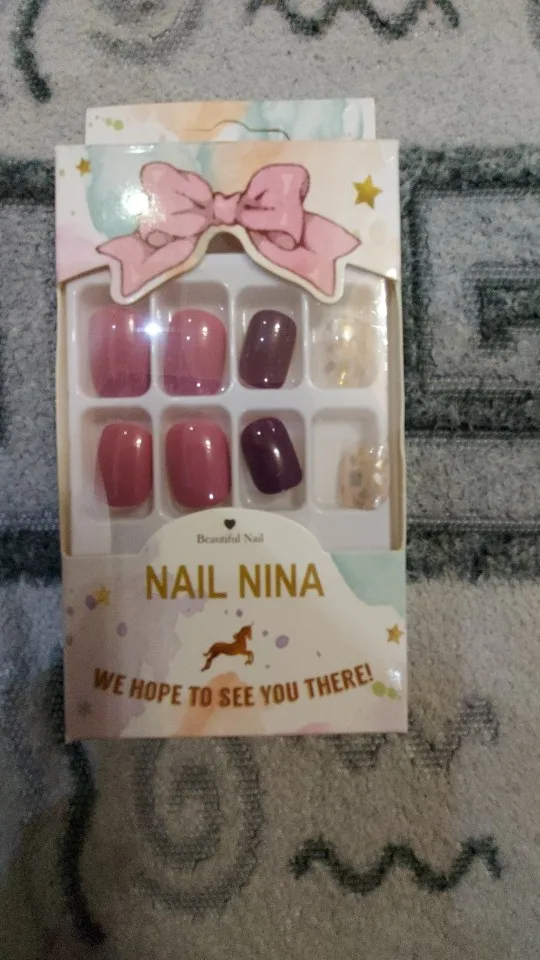 Beautiful Nail
NAIL NINA
WE HOPE TO SEE YOU THERE!